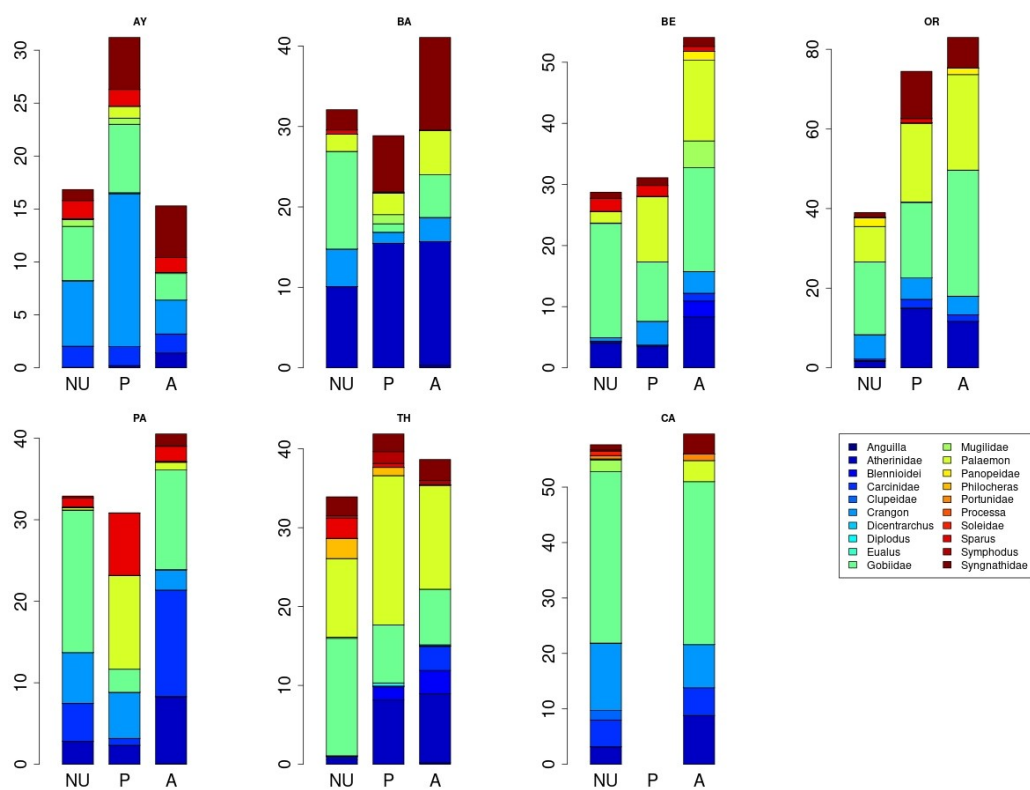 AY
30
25
20
15
10
5
0
NU P A
BA
40
30
20
10
0
NU P A
BE
50
40
30
20
10
0
NU P A
OR
80
60
40
20
0
NU P A
PA
40
30
20
10
0
NU P A
TH
40
30
20
10
0
NU P A
CA
50
40
30
20
10
0
NU P A
Anguilla
Atherinidae
Blennioidei
Carcinidae
Clupeidae
Crangon
Dicentrarchus
Diplodus
Eualus
Gobiidae
Mugilidae
Palaemon
Panopeidae
Philocheras
Portunidae
Processa
Soleidae
Sparus
Symphodus
Syngnathidae